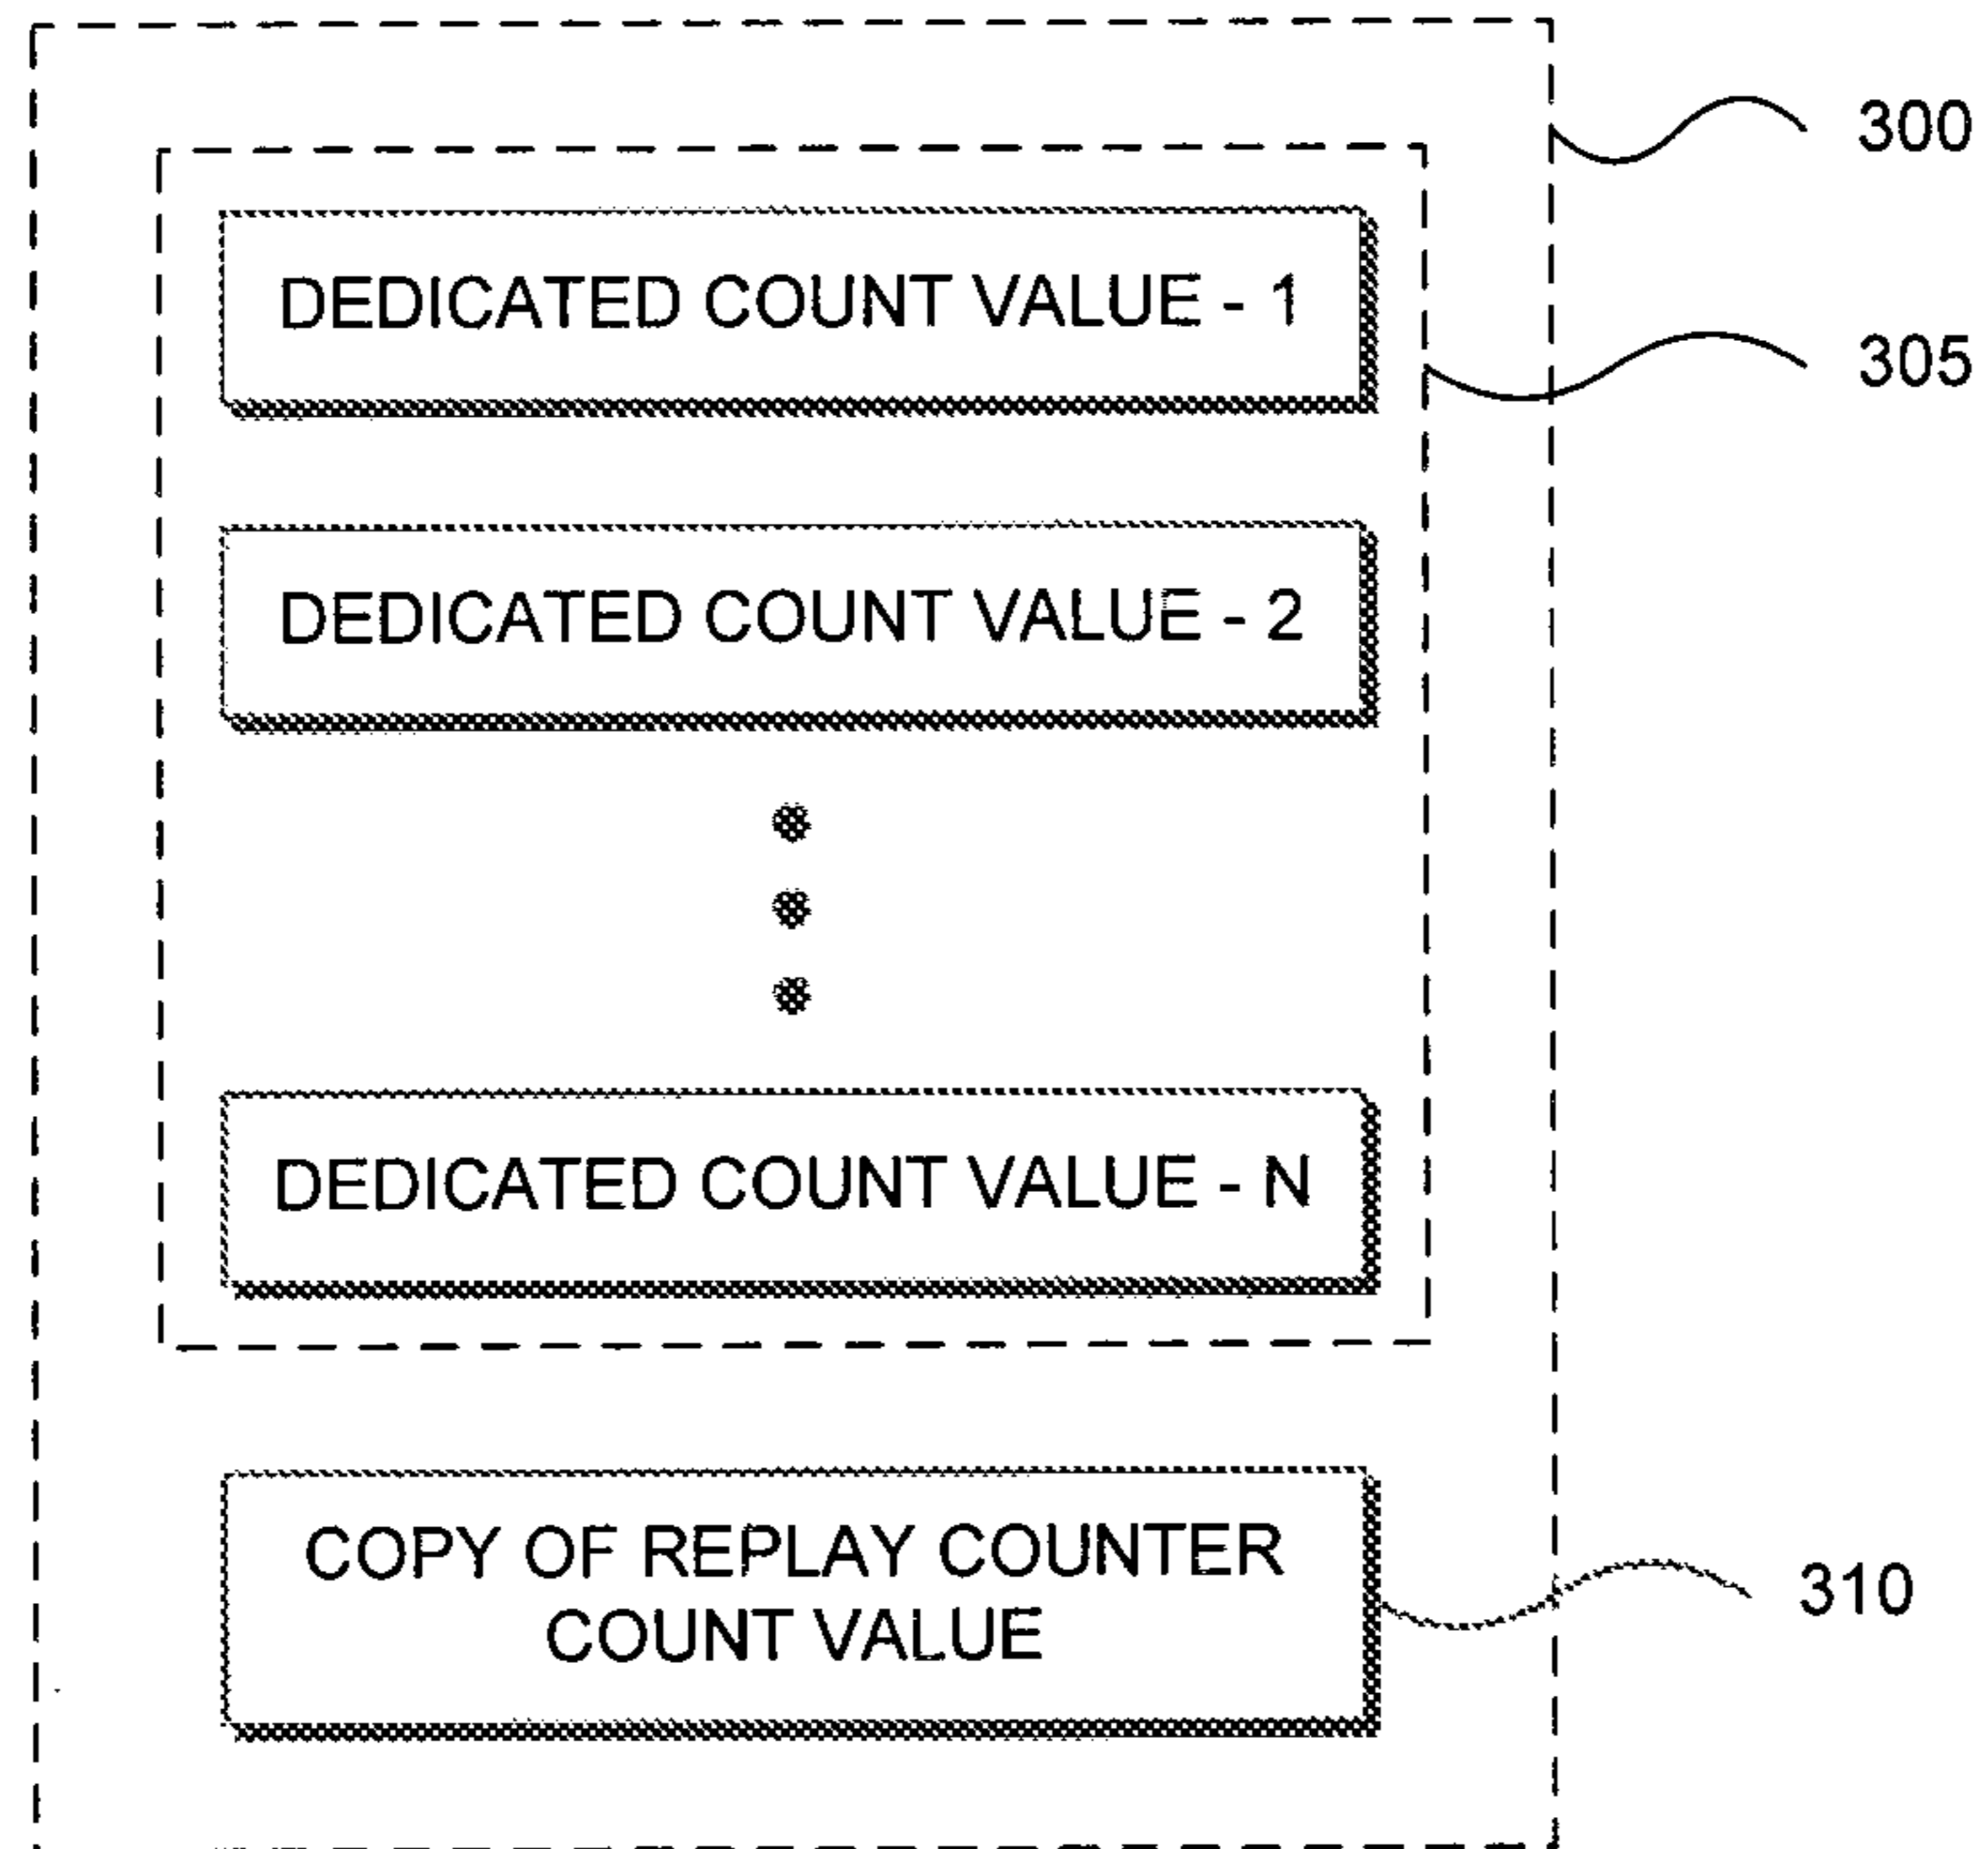 300
DEDICATED COUNT VALUE - 1
305
DEDICATED COUNT VALUE - 2
DEDICATED COUNT VALUE - N
COPY OF REPLAY COUNTER
COUNT VALUE
310